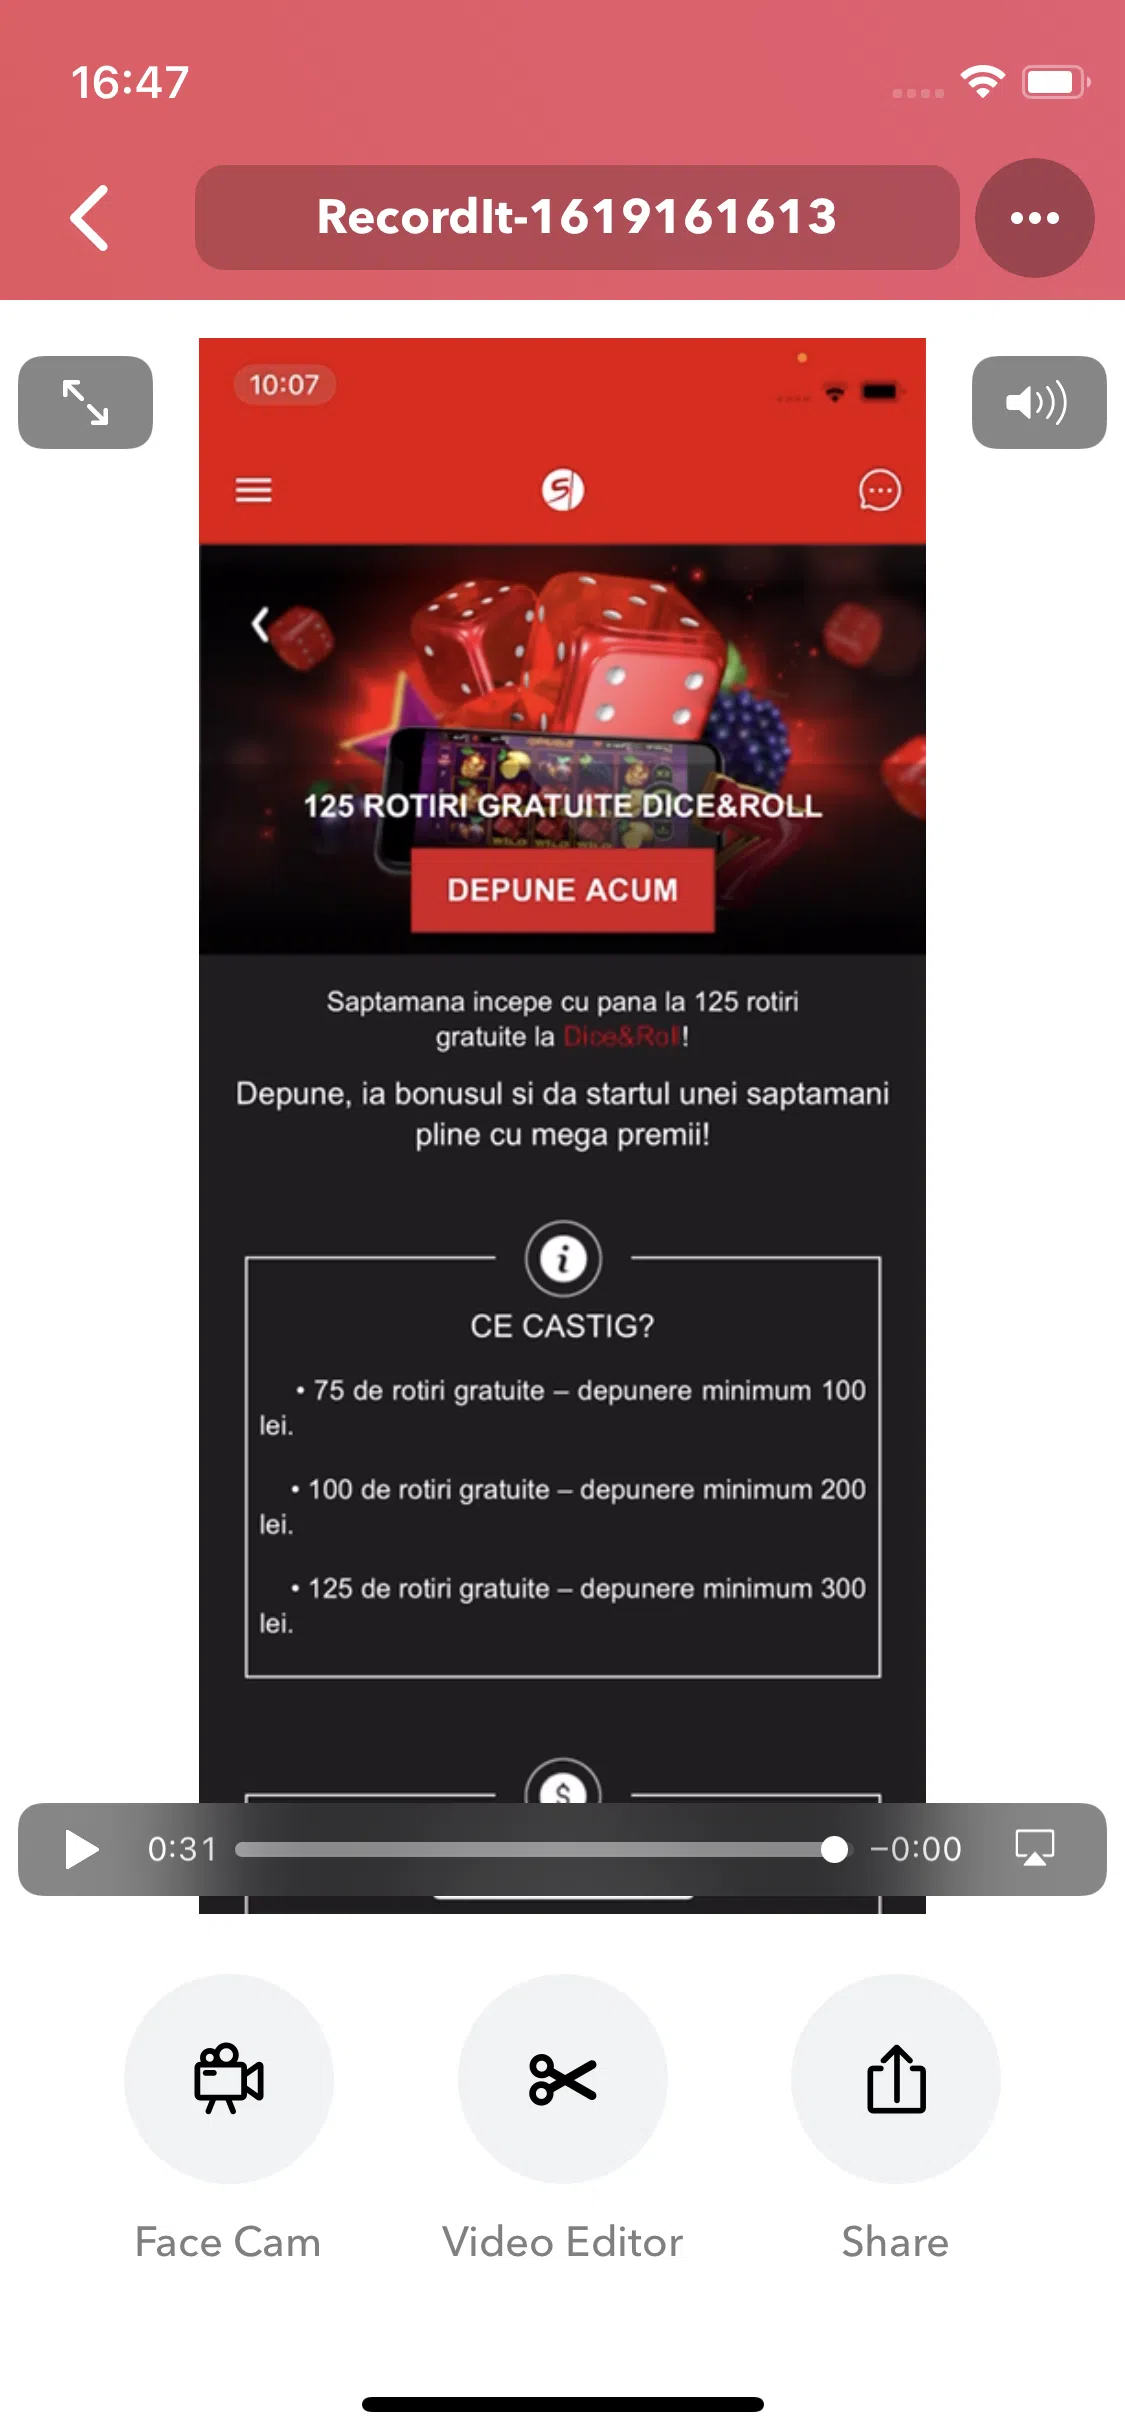 16:47
RecordIt-1619161613
10:07
125 ROTIRI GRATUITE DICE&ROLL
DEPUNE ACUM
Saptamana incepe cu pana la 125 rotiri
gratuite la Dice&Roll!
Depune, ia bonusul si da startul unei saptamani
pline cu mega premii!
CE CASTIG?
• 75 de rotiri gratuite – depunere minimum 100
lei.
• 100 de rotiri gratuite – depunere minimum 200
lei.
• 125 de rotiri gratuite – depunere minimum 300
lei.
0:31
−0:00
Face Cam
Video Editor
Share